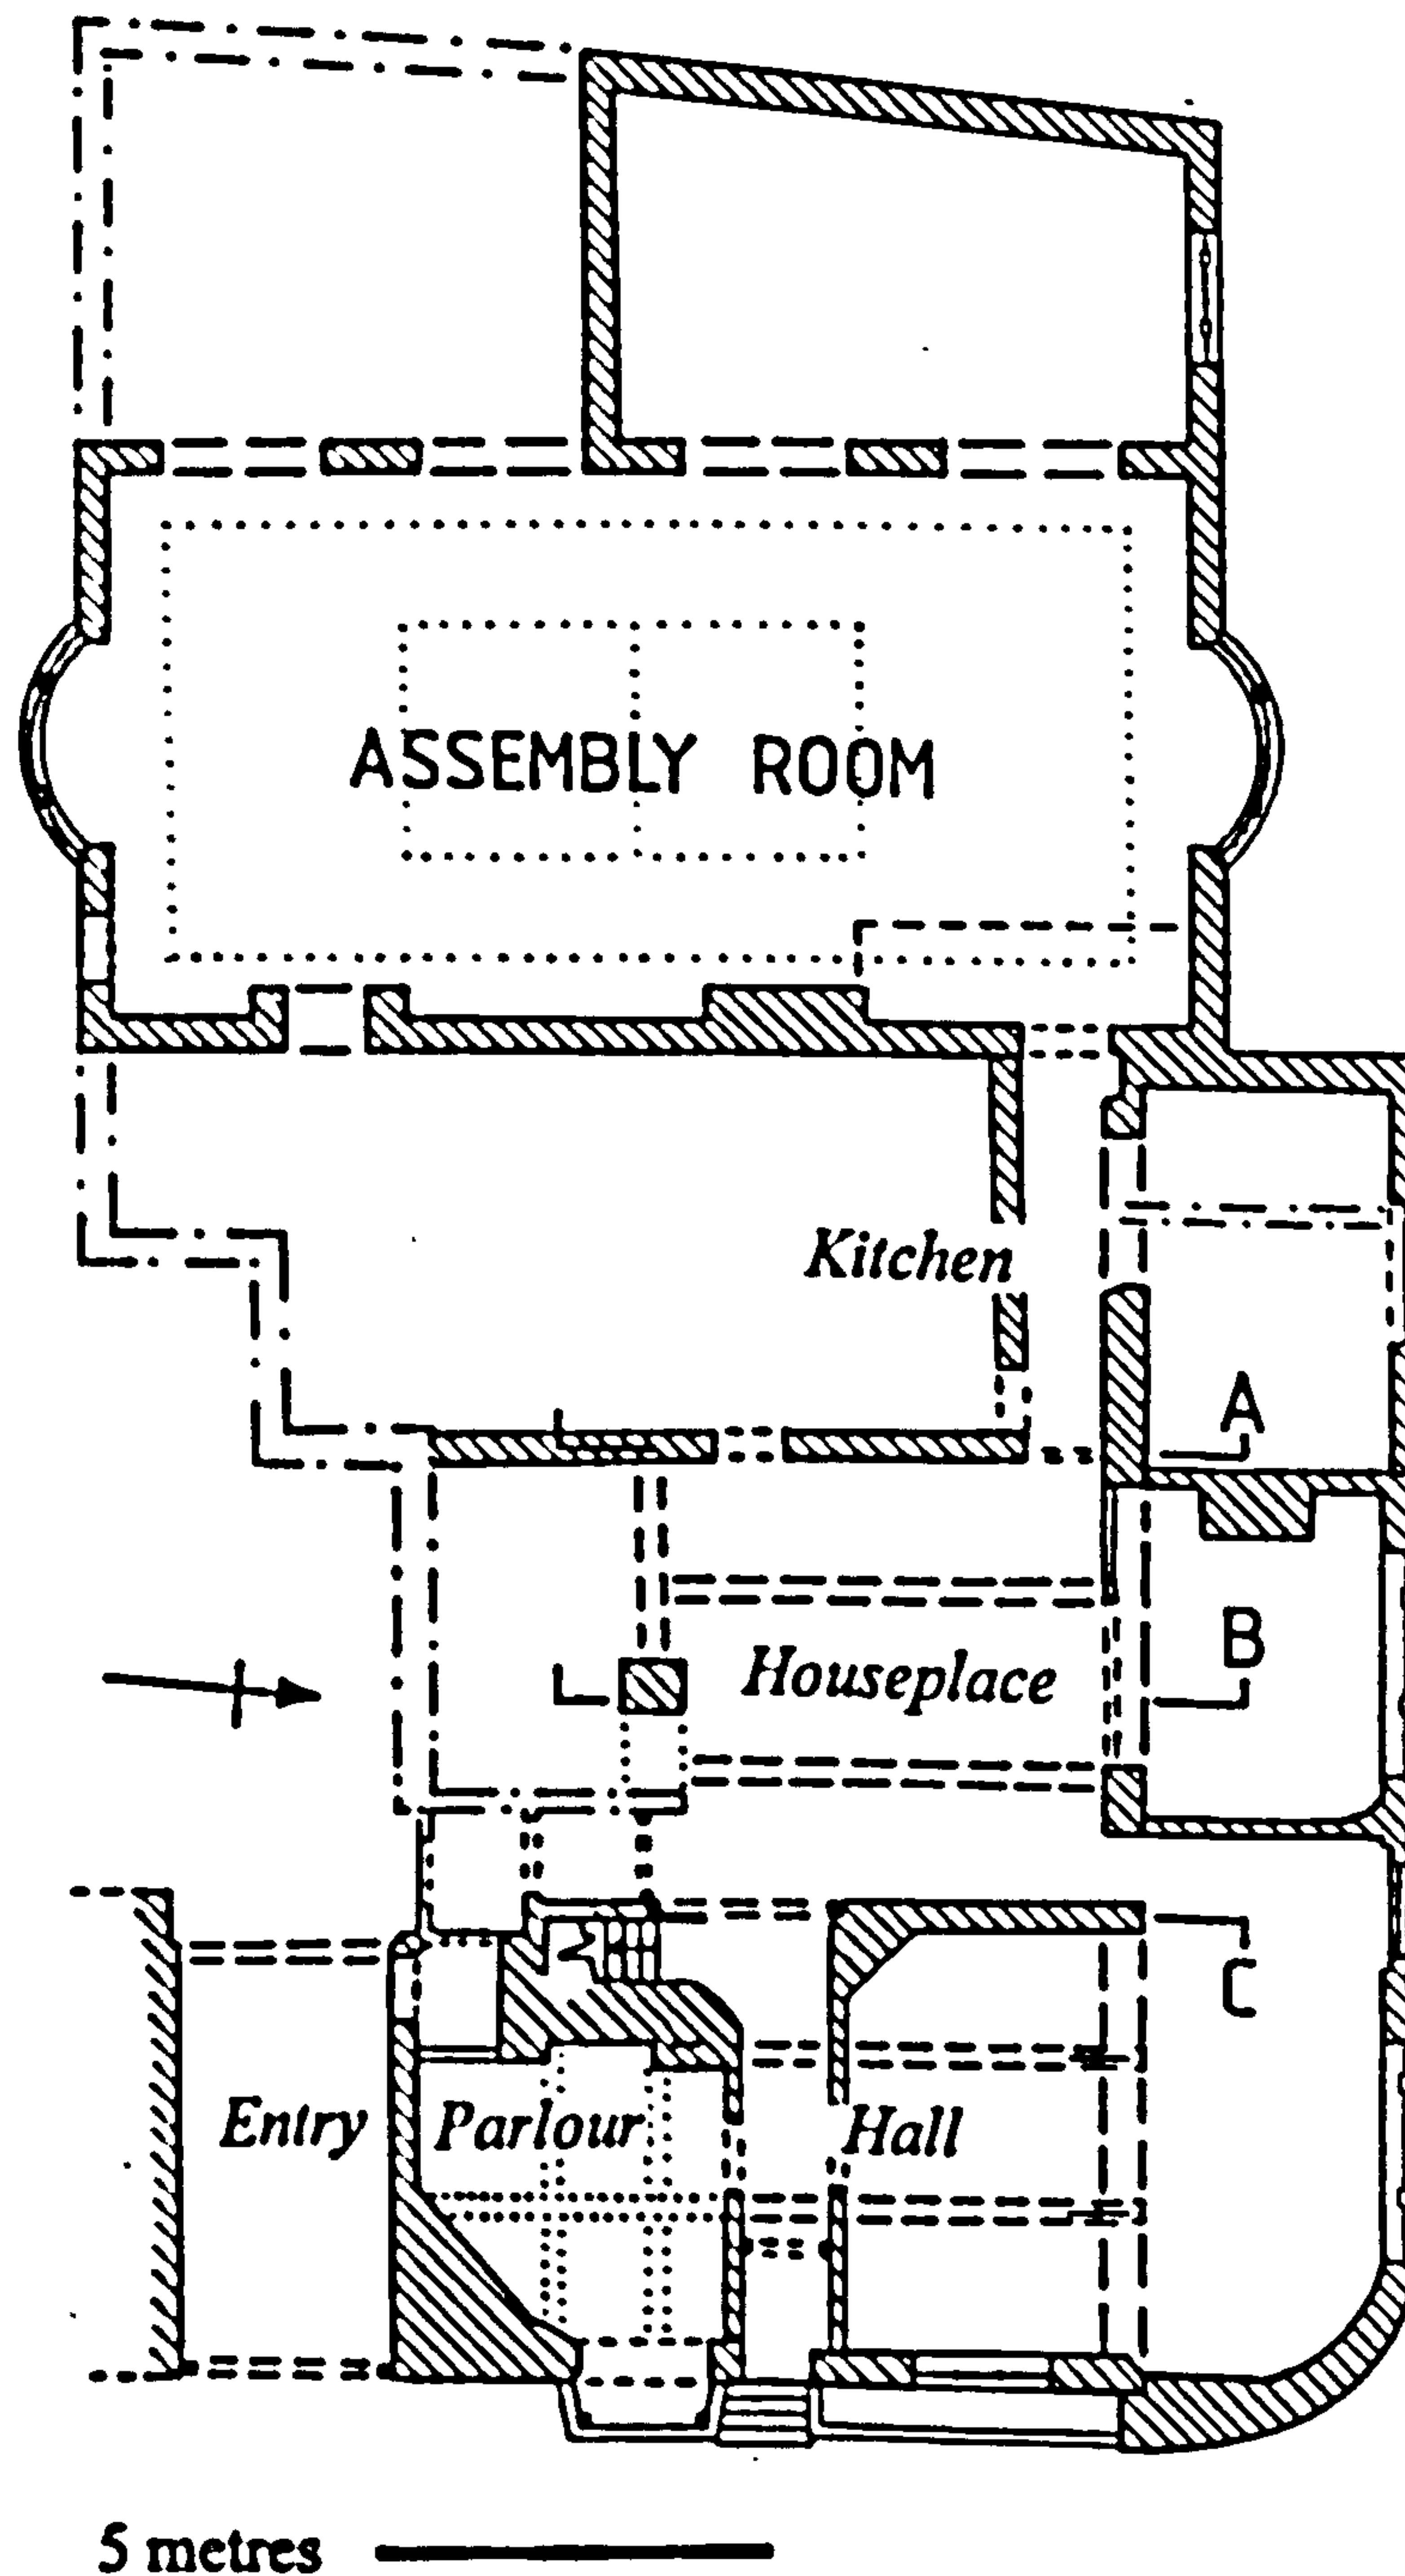 ASSEMBLY ROOM
Kitchen
A
Houseplace
B
C
Entry
Parlour
Hall
5 metres